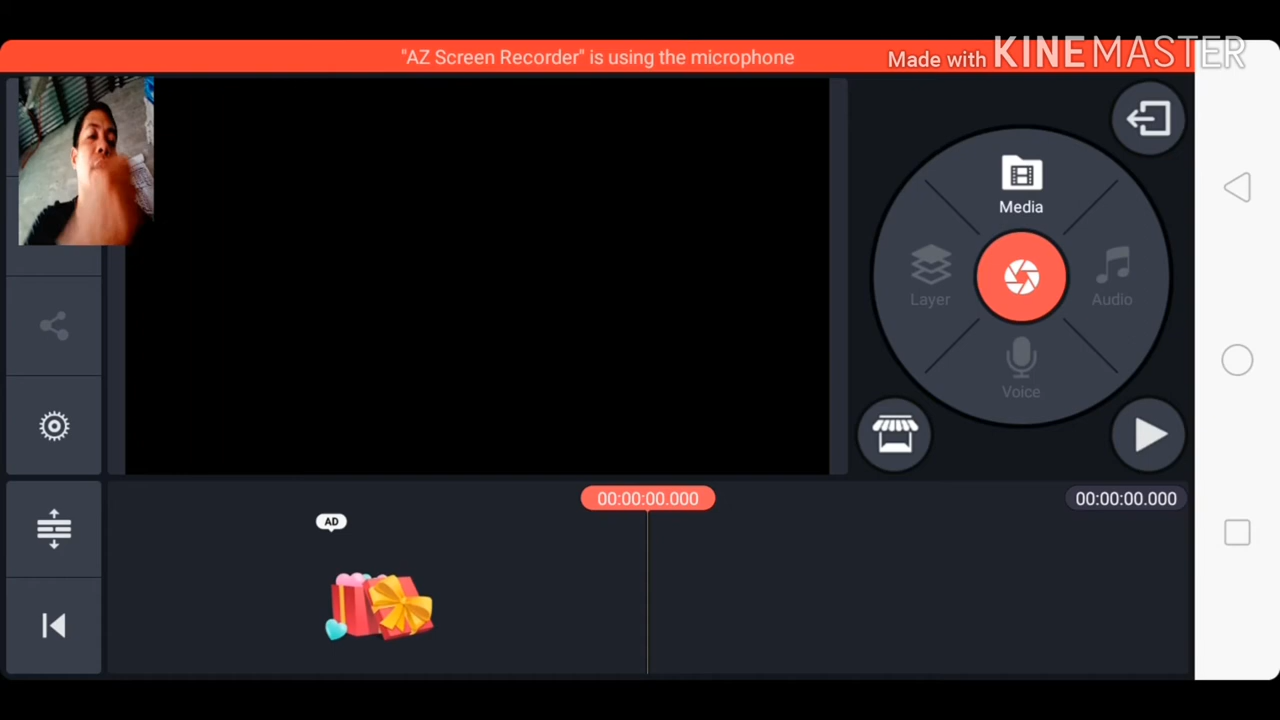 "AZ Screen Recorder" is using the microphone
Made with KINEMASTER
Media
Layer
Audio
Voice
00:00:00.000
00:00:00.000
AD